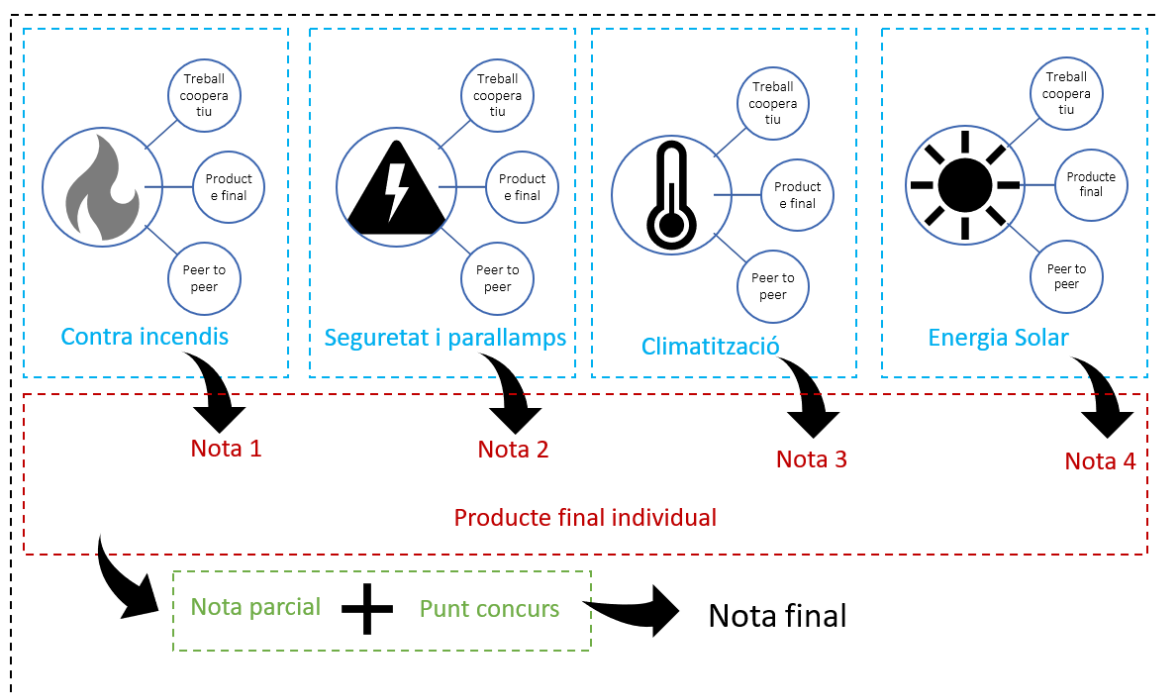 Treball
coopera
tiu
Product
e final
Peer to
peer
Contra incendis
Treball
coopera
tiu
Product
e final
Peer to
peer
Seguretat i parallamps
Treball
coopera
tiu
Product
e final
Peer to
peer
Climatització
Treball
coopera
tiu
Producte
final
Peer to
peer
Energia Solar
Nota 1
Nota 2
Nota 3
Nota 4
Producte final individual
Nota parcial
Punt concurs
Nota final